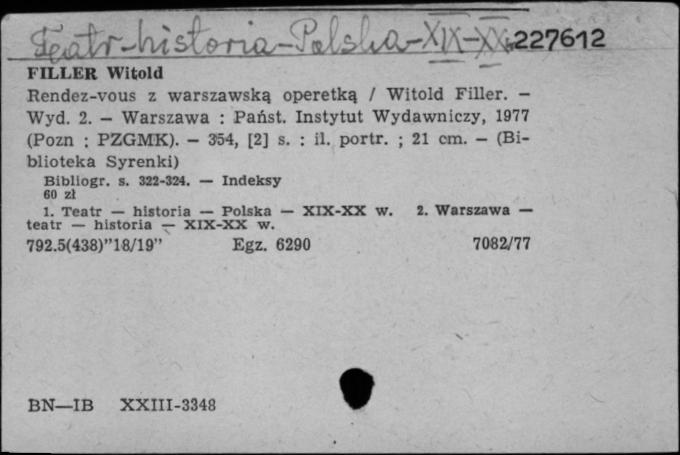 Teatr-historia-Polska-XIX-XXw. 227612
FILLER Witold
Rendez-vous z warszawską operetką / Witold Filler. —
Wyd. 2. — Warszawa : Państ. Instytut Wydawniczy, 1977
(Pozn : PZGMK). — 354, [2] s. : il. portr. ; 21 cm. — (Bi-
blioteka Syrenki)
Bibliogr. s. 322-324. — Indeksy
60 zł
1. Teatr — historia — Polska — XIX-XX w. 2. Warszawa —
teatr — historia — XIX-XX w.
792.5(438)"18/19" Egz. 6290 7082/77
BN—IB XXIII-3348